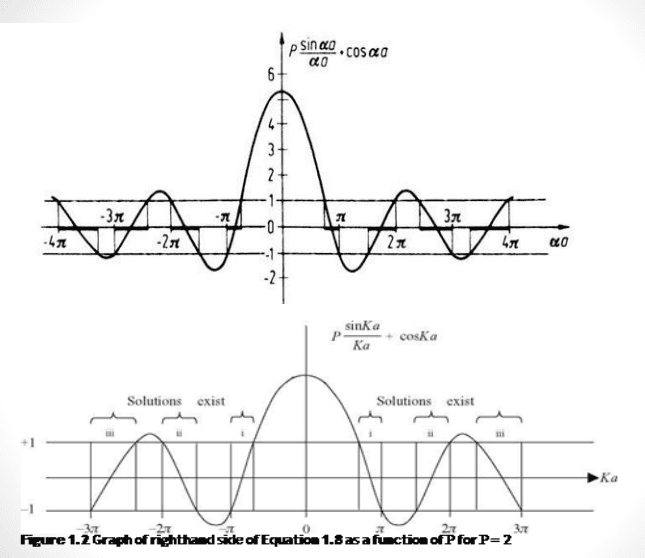 P sin αa / αa + cos αa
6
4
3
2
1
0
-1
-2
-4π -3π -2π -π π 2π 3π 4π αa
P sinKa / Ka + cosKa
Solutions exist Solutions exist
iii ii i i ii iii
+1
Ka
-1
-3π -2π -π 0 π 2π 3π
Figure 1.2 Graph of righthand side of Equation 1.8 as a function of P for P = 2